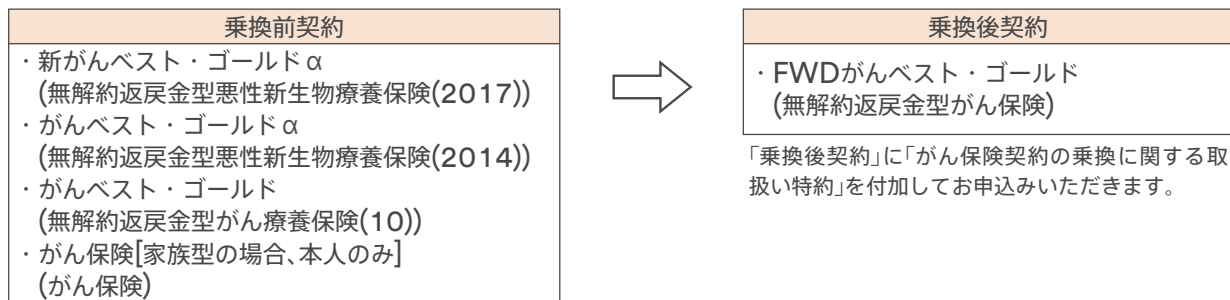 乗換前契約
・新がんベスト・ゴールドα
(無解約返戻金型悪性新生物療養保険(2017))
・がんベスト・ゴールドα
(無解約返戻金型悪性新生物療養保険(2014))
・がんベスト・ゴールド
(無解約返戻金型がん療養保険(10))
・がん保険[家族型の場合、本人のみ]
(がん保険)
乗換後契約
・FWDがんベスト・ゴールド
(無解約返戻金型がん保険)
「乗換後契約」に「がん保険契約の乗換に関する取
扱い特約」を付加してお申込みいただきます。